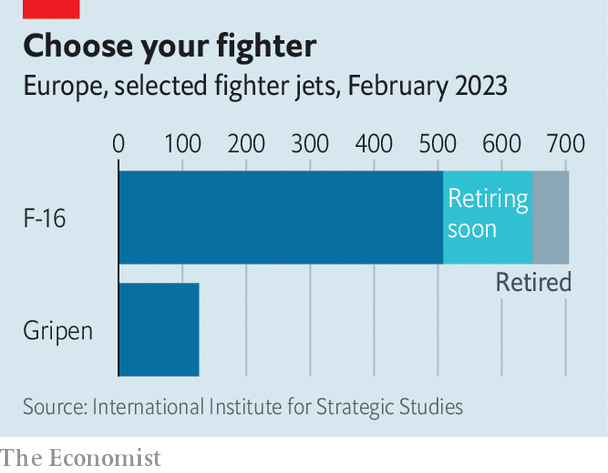 Choose your fighter
Europe, selected fighter jets, February 2023
0 100 200 300 400 500 600 700
F-16
Retiring
soon
Retired
Gripen
Source: International Institute for Strategic Studies
The Economist